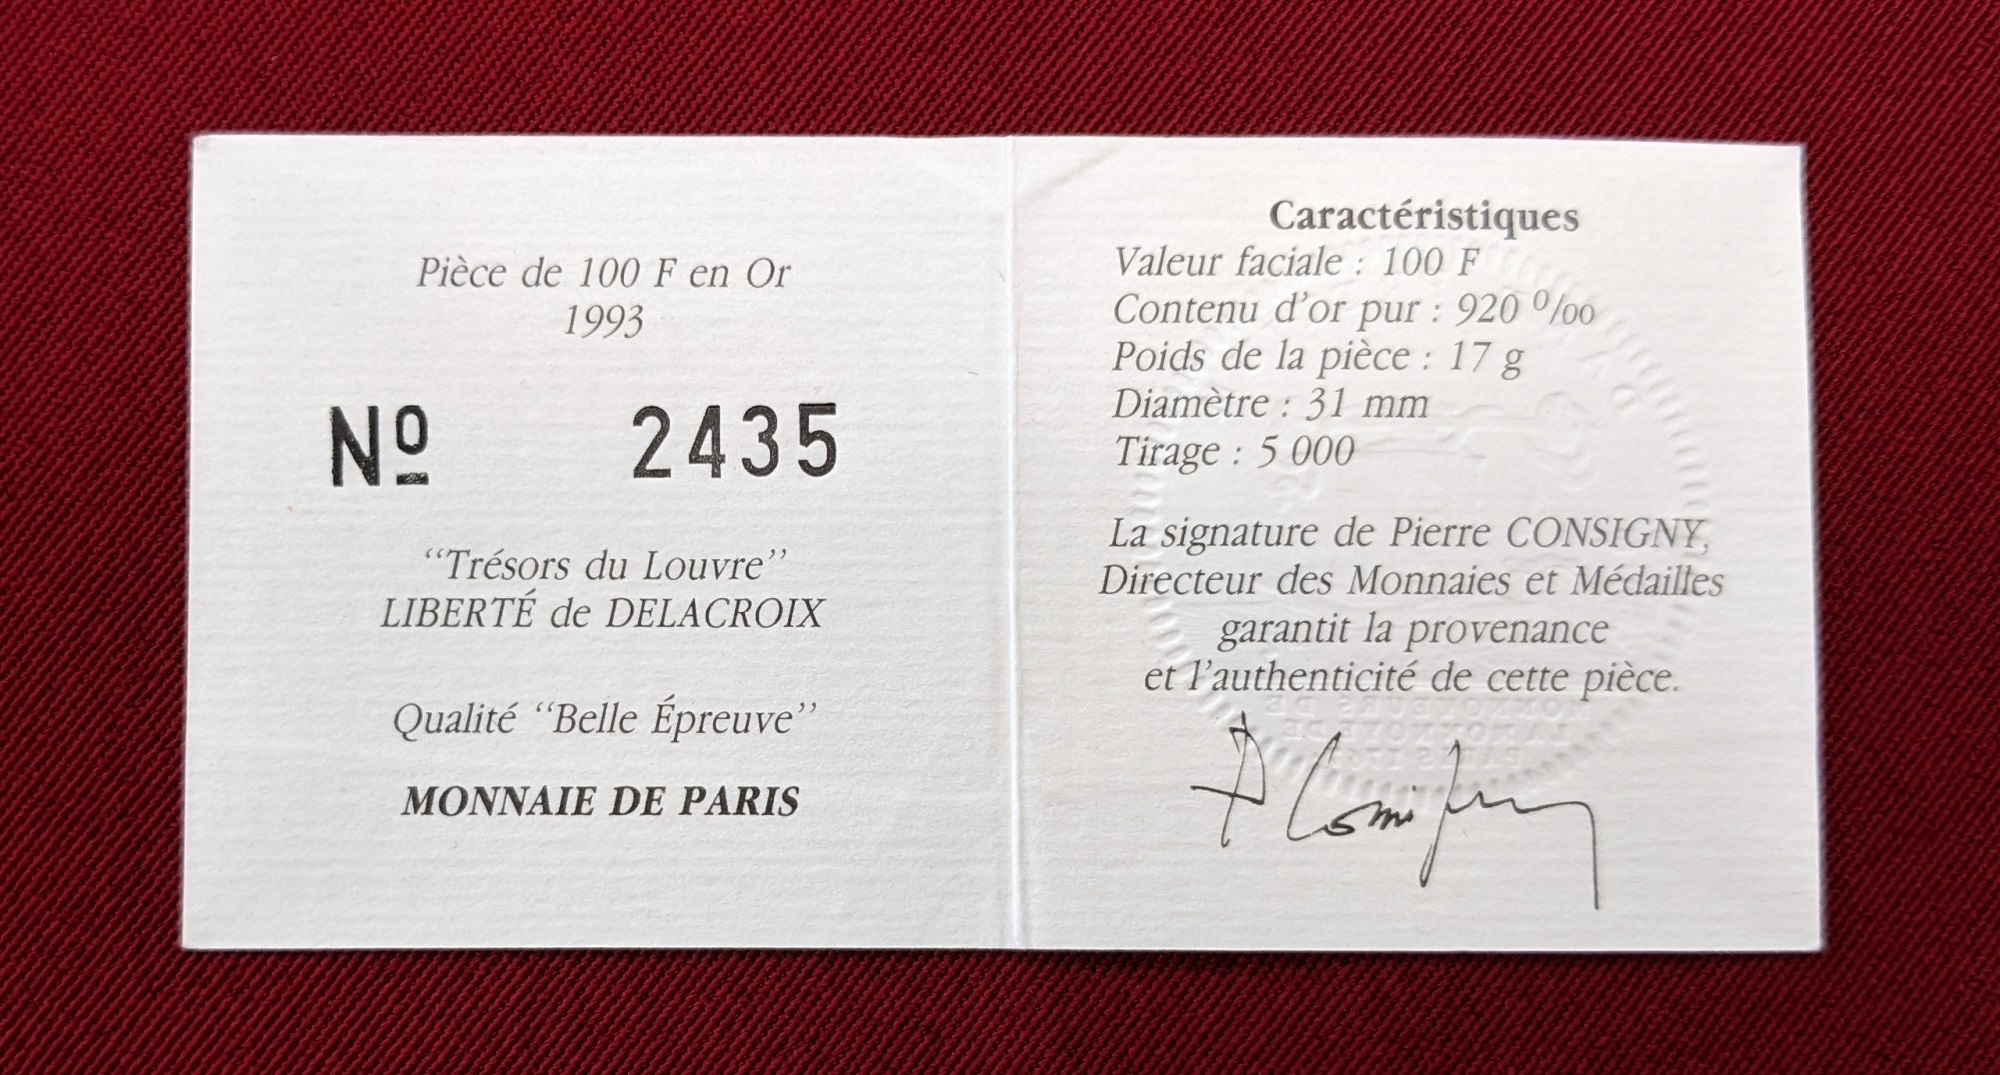 Pièce de 100 F en Or
1993
Nº 2435
“Trésors du Louvre”
LIBERTÉ de DELACROIX
Qualité “Belle Épreuve”
MONNAIE DE PARIS
Caractéristiques
Valeur faciale : 100 F
Contenu d’or pur : 920 ‰
Poids de la pièce : 17 g
Diamètre : 31 mm
Tirage : 5 000
La signature de Pierre CONSIGNY,
Directeur des Monnaies et Médailles
garantit la provenance
et l’authenticité de cette pièce.